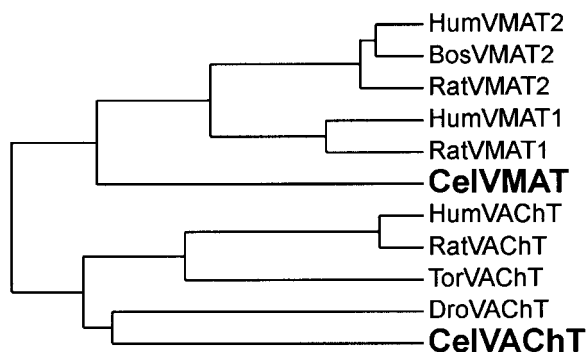 HumVMAT2
BosVMAT2
RatVMAT2
HumVMAT1
RatVMAT1
CelVMAT
HumVAChT
RatVAChT
TorVAChT
DroVAChT
CelVAChT